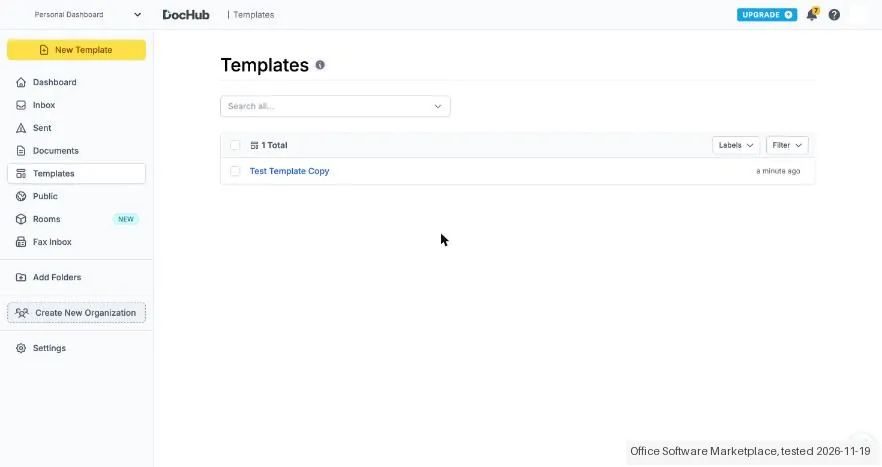 Personal Dashboard
DocHub | Templates
UPGRADE
7
New Template
Dashboard
Inbox
Sent
Documents
Templates
Public
Rooms NEW
Fax Inbox
Add Folders
Create New Organization
Settings
Templates
Search all...
1 Total Labels Filter
Test Template Copy a minute ago
Office Software Marketplace, tested 2026-11-19